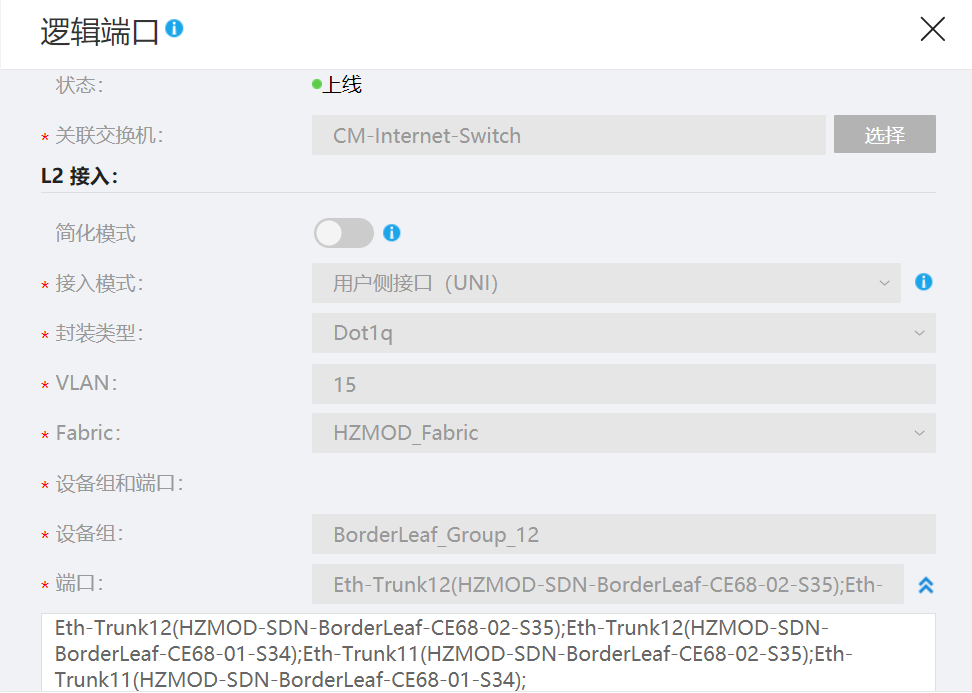 逻辑端口
状态：
上线
* 关联交换机：
CM-Internet-Switch
选择
L2 接入：
简化模式
* 接入模式：
用户侧接口（UNI）
* 封装类型：
Dot1q
* VLAN：
15
* Fabric：
HZMOD_Fabric
* 设备组和端口：
* 设备组：
BorderLeaf_Group_12
* 端口：
Eth-Trunk12(HZMOD-SDN-BorderLeaf-CE68-02-S35);Eth-
Eth-Trunk12(HZMOD-SDN-BorderLeaf-CE68-02-S35);Eth-Trunk12(HZMOD-SDN-
BorderLeaf-CE68-01-S34);Eth-Trunk11(HZMOD-SDN-BorderLeaf-CE68-02-S35);Eth-
Trunk11(HZMOD-SDN-BorderLeaf-CE68-01-S34);